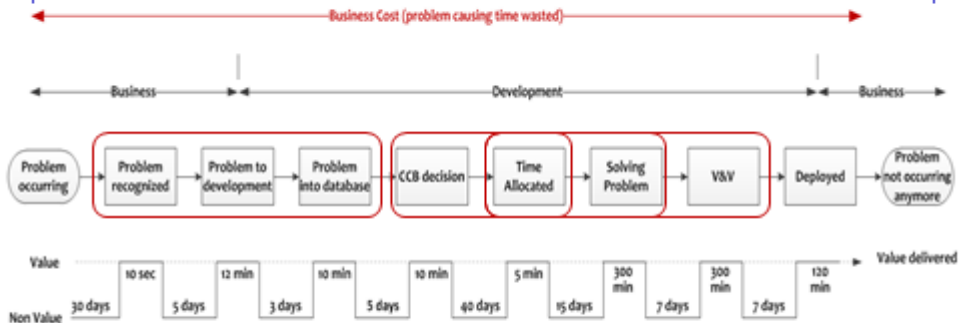 Business Cost (problem causing time wasted)
Business
Development
Business
Problem
occurring
Problem
recognized
Problem to
development
Problem
into database
CCB decision
Time
Allocated
Solving
Problem
V&V
Deployed
Problem
not occurring
anymore
Value
10 sec
12 min
10 min
10 min
5 min
300
min
300
min
120
min
Value delivered
Non Value
30 days
5 days
3 days
5 days
40 days
15 days
7 days
7 days